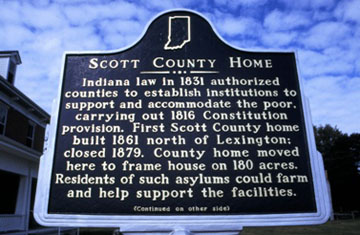 SCOTT COUNTY HOME
Indiana law in 1831 authorized
counties to establish institutions to
support and accommodate the poor,
carrying out 1816 Constitution
provision. First Scott County home
built 1861 north of Lexington;
closed 1879. County home moved
here to frame house on 180 acres.
Residents of such asylums could farm
and help support the facilities.
(Continued on other side)